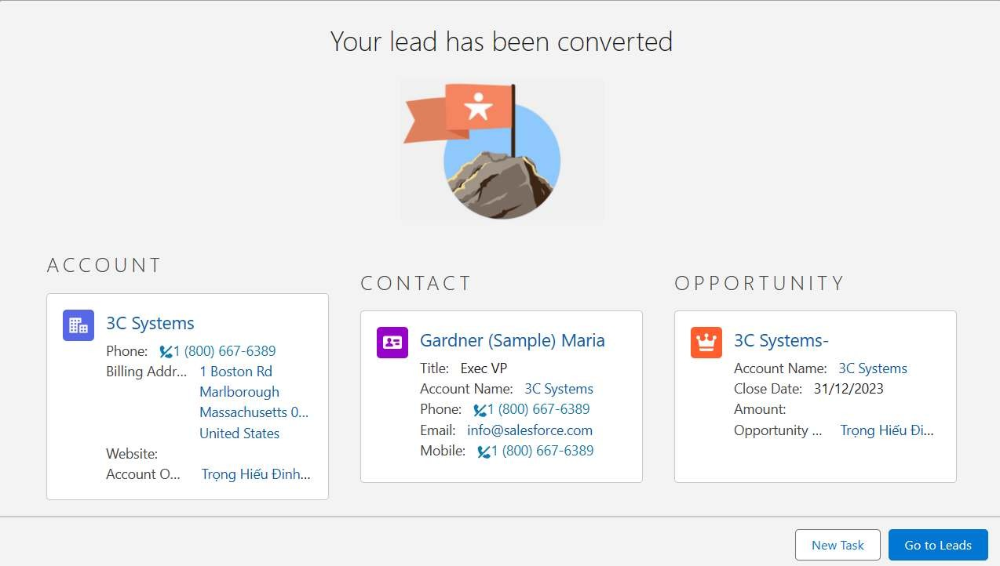 Your lead has been converted
ACCOUNT
3C Systems
Phone: 1 (800) 667-6389
Billing Addr... 1 Boston Rd
Marlborough
Massachusetts 0...
United States
Website:
Account O... Trọng Hiếu Đinh...
CONTACT
Gardner (Sample) Maria
Title: Exec VP
Account Name: 3C Systems
Phone: 1 (800) 667-6389
Email: info@salesforce.com
Mobile: 1 (800) 667-6389
OPPORTUNITY
3C Systems-
Account Name: 3C Systems
Close Date: 31/12/2023
Amount:
Opportunity ... Trọng Hiếu Đi...
New Task
Go to Leads